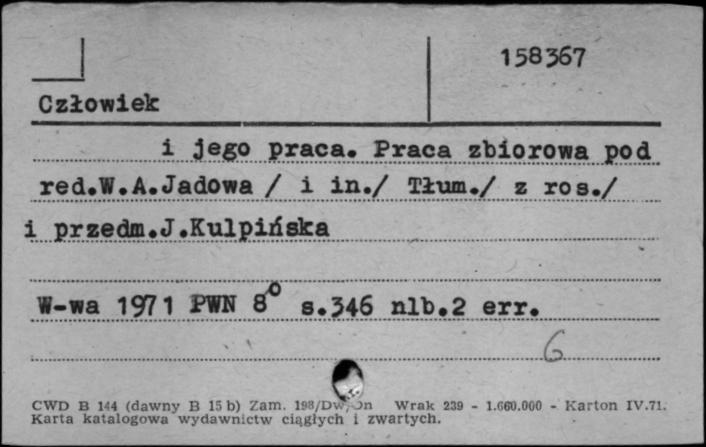 158367
Człowiek
i jego praca. Praca zbiorowa pod
red.W.A.Jadowa / i in./ Tłum./ z ros./
i przedm.J.Kulpińska
W-wa 1971 PWN 8° s.346 nlb.2 err.
6
CWD B 144 (dawny B 15 b) Zam. 198/Dw/On Wrak 239 - 1.660.000 - Karton IV.71.
Karta katalogowa wydawnictw ciągłych i zwartych.